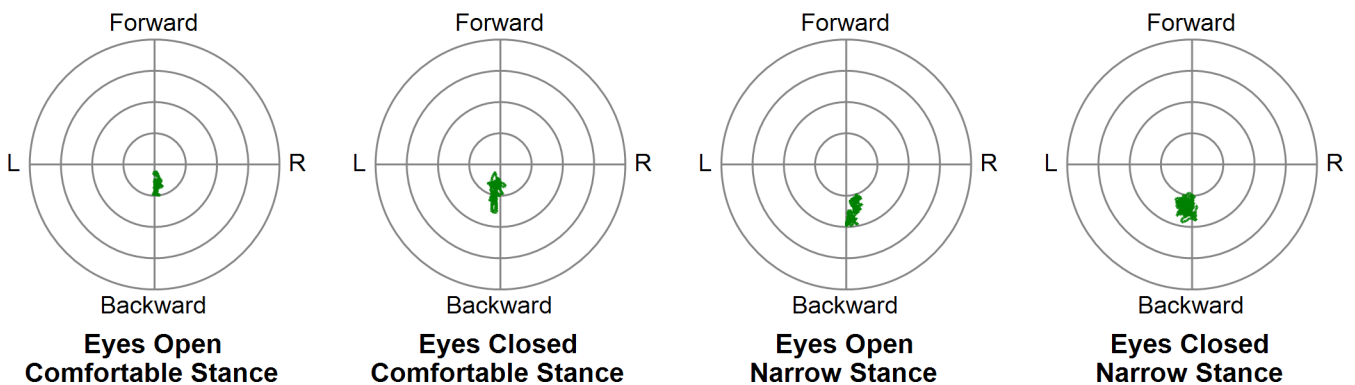 Forward
L
R
Backward
Eyes Open
Comfortable Stance
Forward
L
R
Backward
Eyes Closed
Comfortable Stance
Forward
L
R
Backward
Eyes Open
Narrow Stance
Forward
L
R
Backward
Eyes Closed
Narrow Stance